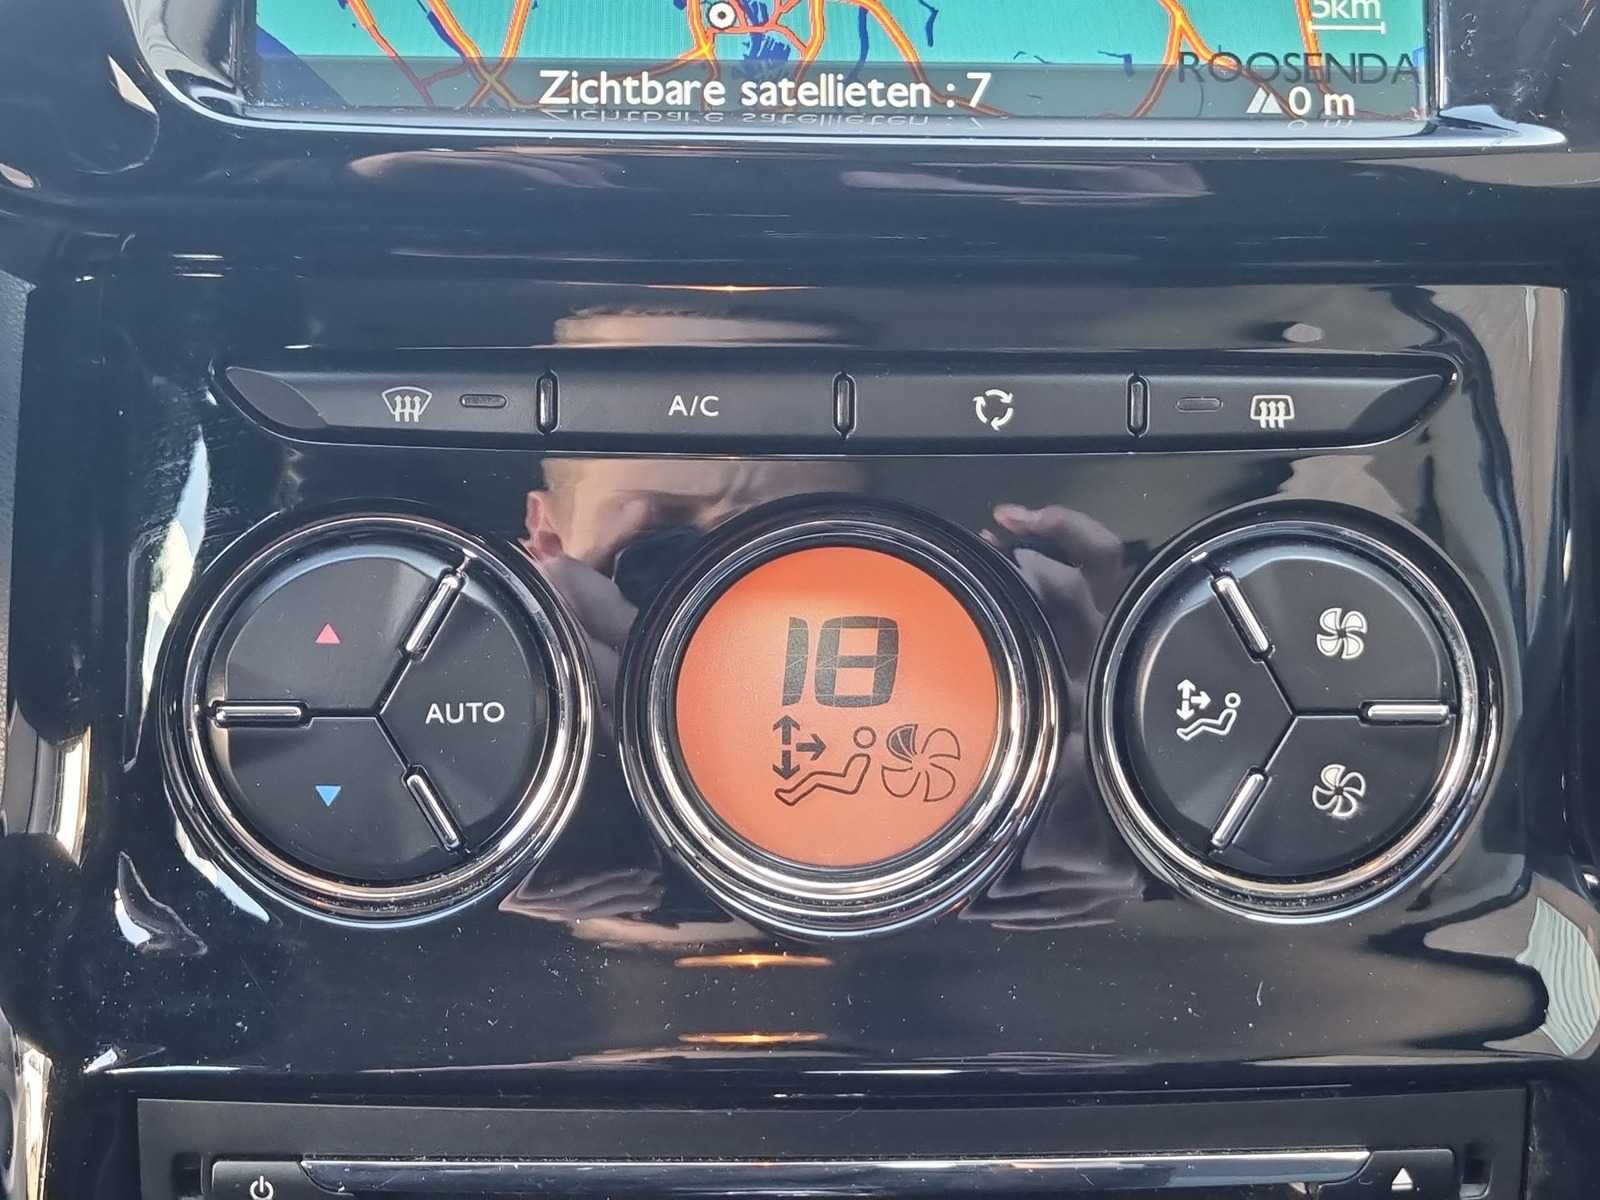 5km
ROOSENDA
Zichtbare satellieten : 7
0 m
A/C
AUTO
18